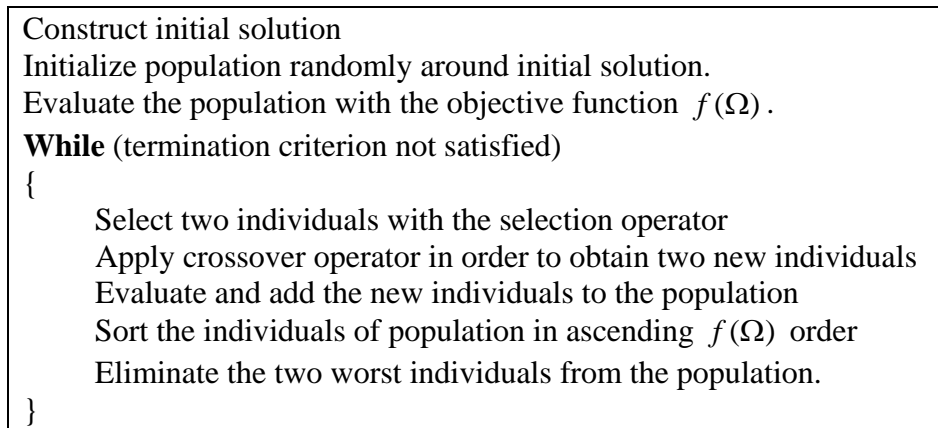 Construct initial solution
Initialize population randomly around initial solution.
Evaluate the population with the objective function f(Ω).
While (termination criterion not satisfied)
{
Select two individuals with the selection operator
Apply crossover operator in order to obtain two new individuals
Evaluate and add the new individuals to the population
Sort the individuals of population in ascending f(Ω) order
Eliminate the two worst individuals from the population.
}